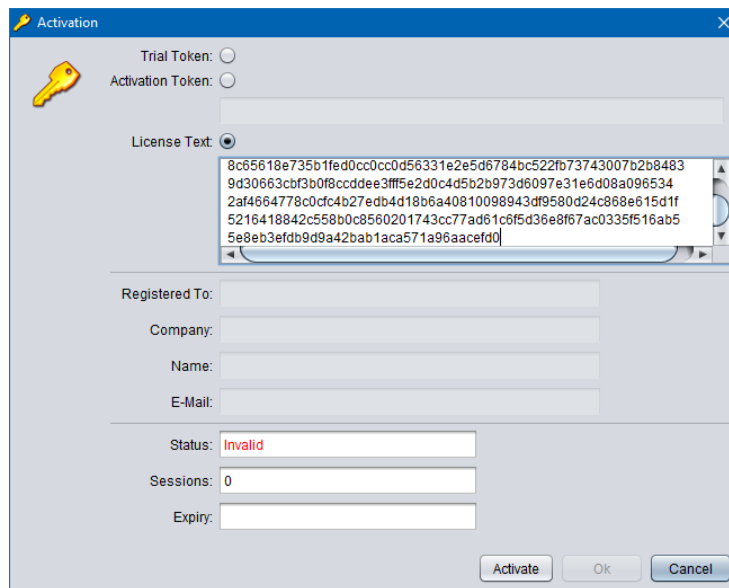 Activation
Trial Token:
Activation Token:
License Text:
8c65618e735b1fed0cc0cc0d56331e2e5d6784bc522fb73743007b2b8483
9d30663cbf3b0f8ccddee3fff5e2d0c4d5b2b973d6097e31e6d08a096534
2af4664778c0cfc4b27edb4d18b6a40810098943df9580d24c868e615d1f
5216418842c558b0c8560201743cc77ad61c6f5d36e8f67ac0335f516ab5
5e8eb3efdb9d9a42bab1aca571a96aacefd0
Registered To:
Company:
Name:
E-Mail:
Status: Invalid
Sessions: 0
Expiry:
Activate Ok Cancel